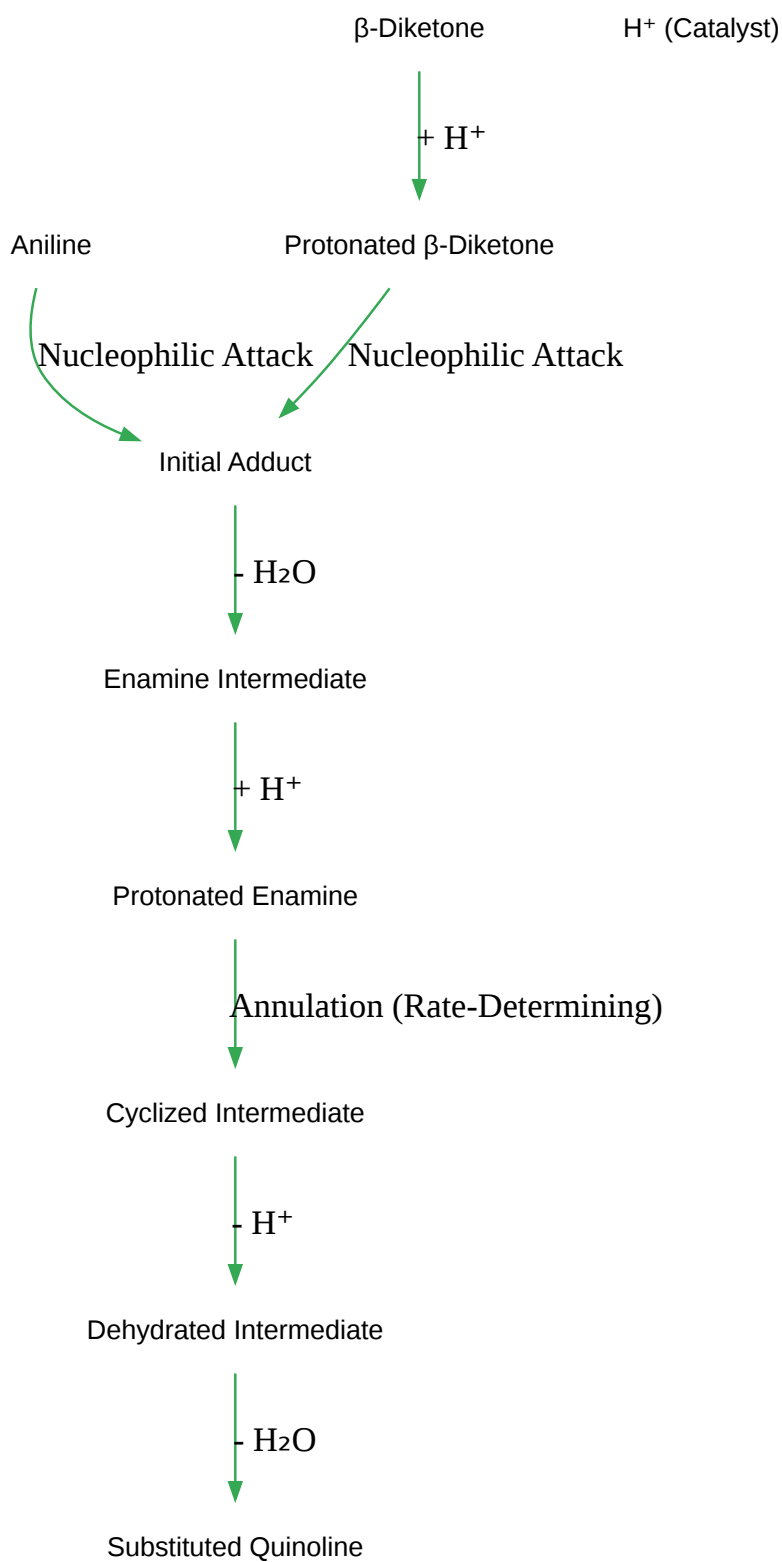 β-Diketone
H⁺ (Catalyst)
+ H⁺
Aniline
Protonated β-Diketone
Nucleophilic Attack
Nucleophilic Attack
Initial Adduct
- H₂O
Enamine Intermediate
+ H⁺
Protonated Enamine
Annulation (Rate-Determining)
Cyclized Intermediate
- H⁺
Dehydrated Intermediate
- H₂O
Substituted Quinoline